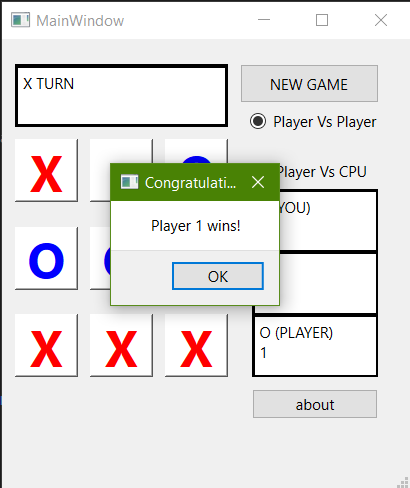 MainWindow
X TURN
NEW GAME
Player Vs Player
X O
Player Vs CPU
Congratulati...
YOU)
Player 1 wins!
O
OK
X X X
O (PLAYER)
1
about